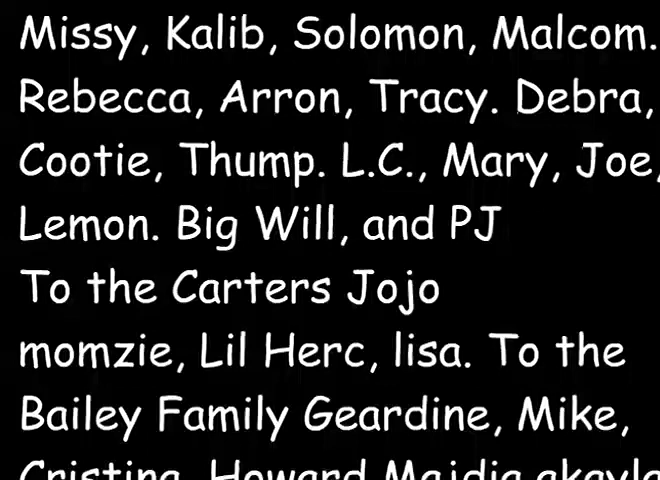 Missy, Kalib, Solomon, Malcom.
Rebecca, Arron, Tracy. Debra,
Cootie, Thump. L.C., Mary, Joe,
Lemon. Big Will, and PJ
To the Carters Jojo
momzie, Lil Herc, lisa. To the
Bailey Family Geardine, Mike,
Howard